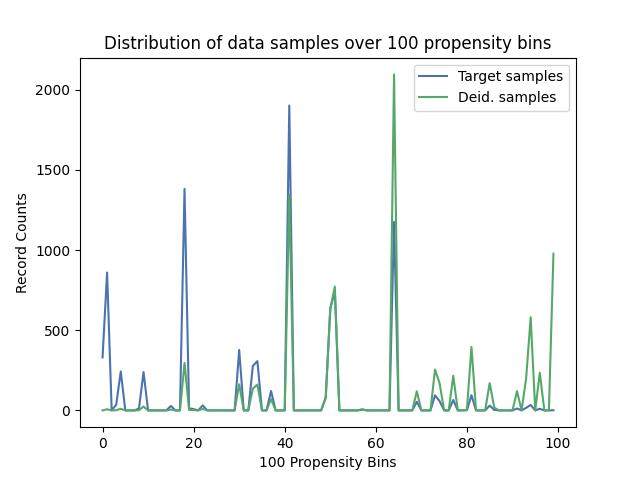 Distribution of data samples over 100 propensity bins
Target samples
Deid. samples
2000
1500
1000
500
0
Record Counts
0 20 40 60 80 100
100 Propensity Bins